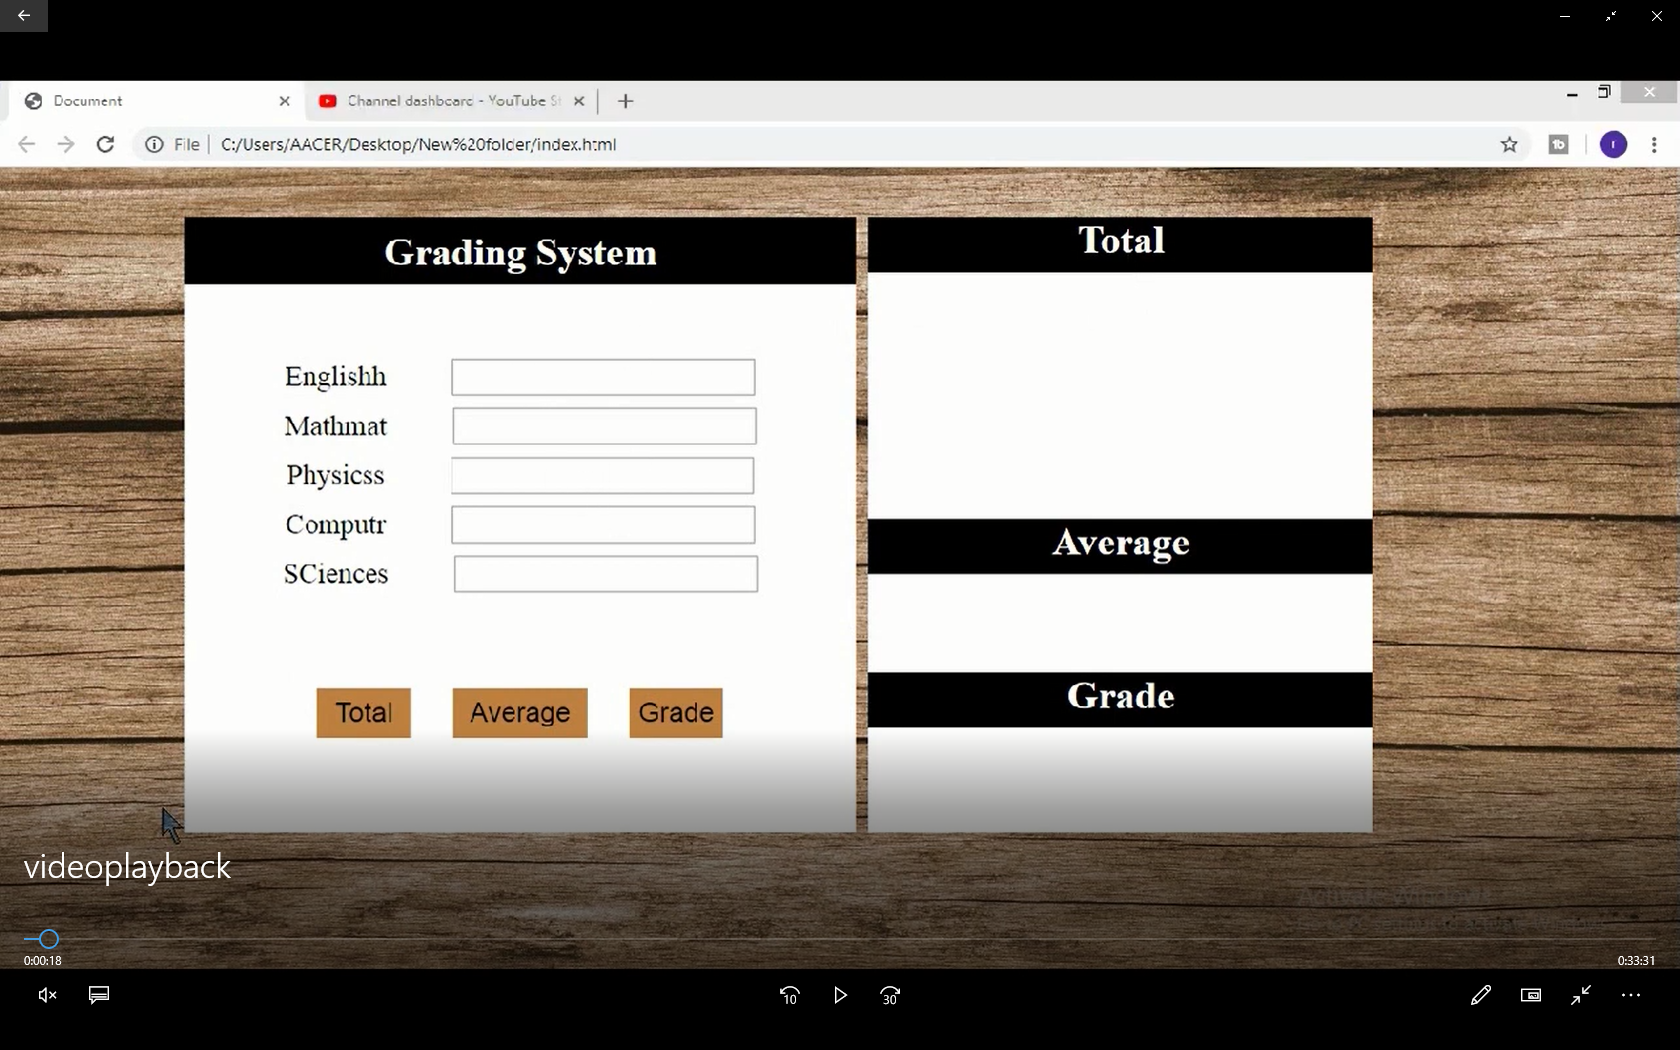 Document
Channel dashboard - YouTube St
File
C:/Users/AACER/Desktop/New%20folder/index.html
Grading System
Englishh
Mathmat
Physicss
Computr
SCiences
Total
Average
Grade
Total
Average
Grade
videoplayback
0:00:18
0:33:31
10
30